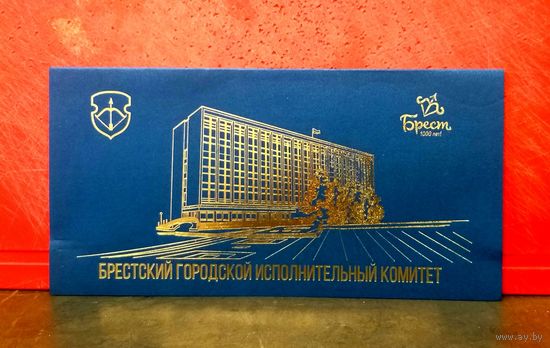 Брест
1000 лет!
БРЕСТСКИЙ ГОРОДСКОЙ ИСПОЛНИТЕЛЬНЫЙ КОМИТЕТ
www.ay.by